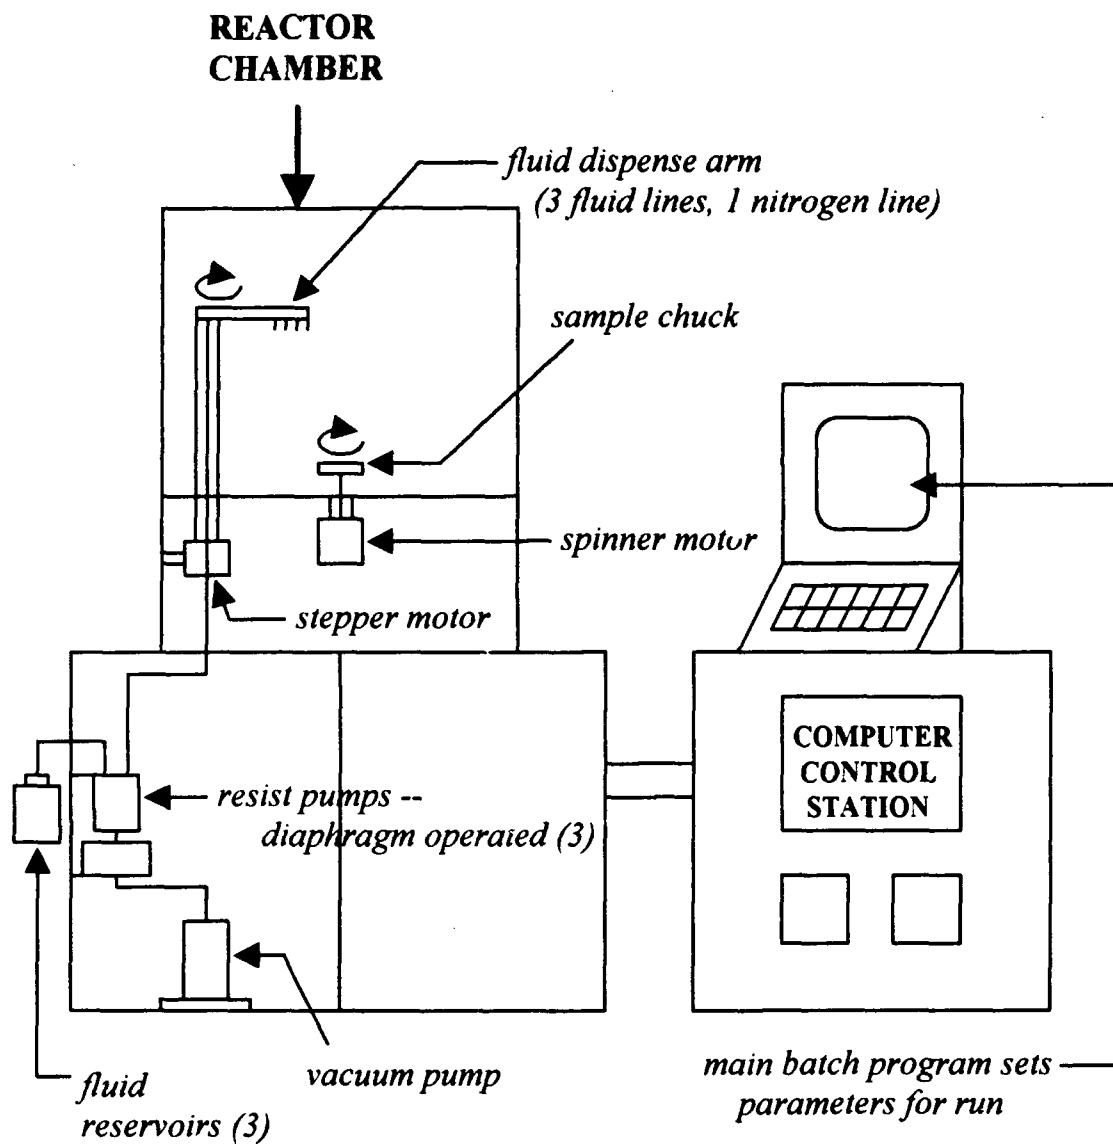 REACTOR
CHAMBER
fluid dispense arm
(3 fluid lines, 1 nitrogen line)
sample chuck
spinner motor
stepper motor
COMPUTER
CONTROL
STATION
resist pumps --
diaphragm operated (3)
vacuum pump
fluid
reservoirs (3)
main batch program sets
parameters for run